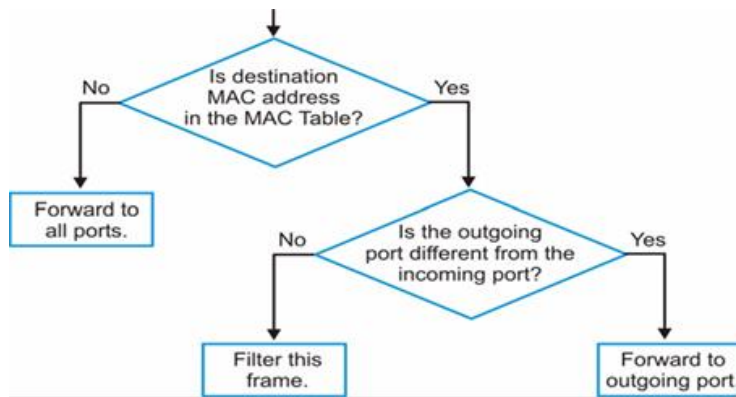 Is destination
MAC address
in the MAC Table?
No
Yes
Forward to
all ports.
Is the outgoing
port different from the
incoming port?
No
Yes
Filter this
frame.
Forward to
outgoing port.